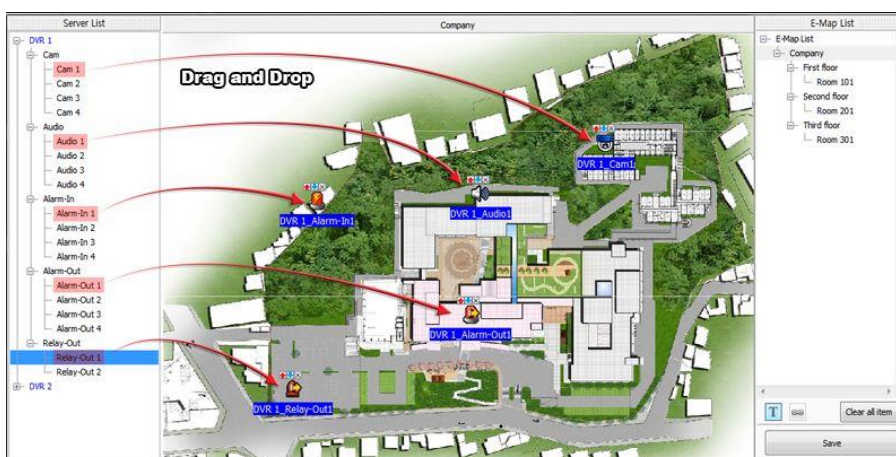 Server List
DVR 1
Cam
Cam 1
Cam 2
Cam 3
Cam 4
Audio
Audio 1
Audio 2
Audio 3
Audio 4
Alarm-In
Alarm-In 1
Alarm-In 2
Alarm-In 3
Alarm-In 4
Alarm-Out
Alarm-Out 1
Alarm-Out 2
Alarm-Out 3
Alarm-Out 4
Relay-Out
Relay-Out 1
Relay-Out 2
DVR 2
Company
Drag and Drop
DVR 1_Cam1
DVR 1_Audio1
DVR 1_Alarm-In1
DVR 1_Alarm-Out1
DVR 1_Relay-Out1
E-Map List
E-Map List
Company
First floor
Room 101
Second floor
Room 201
Third floor
Room 301
T
Clear all item
Save